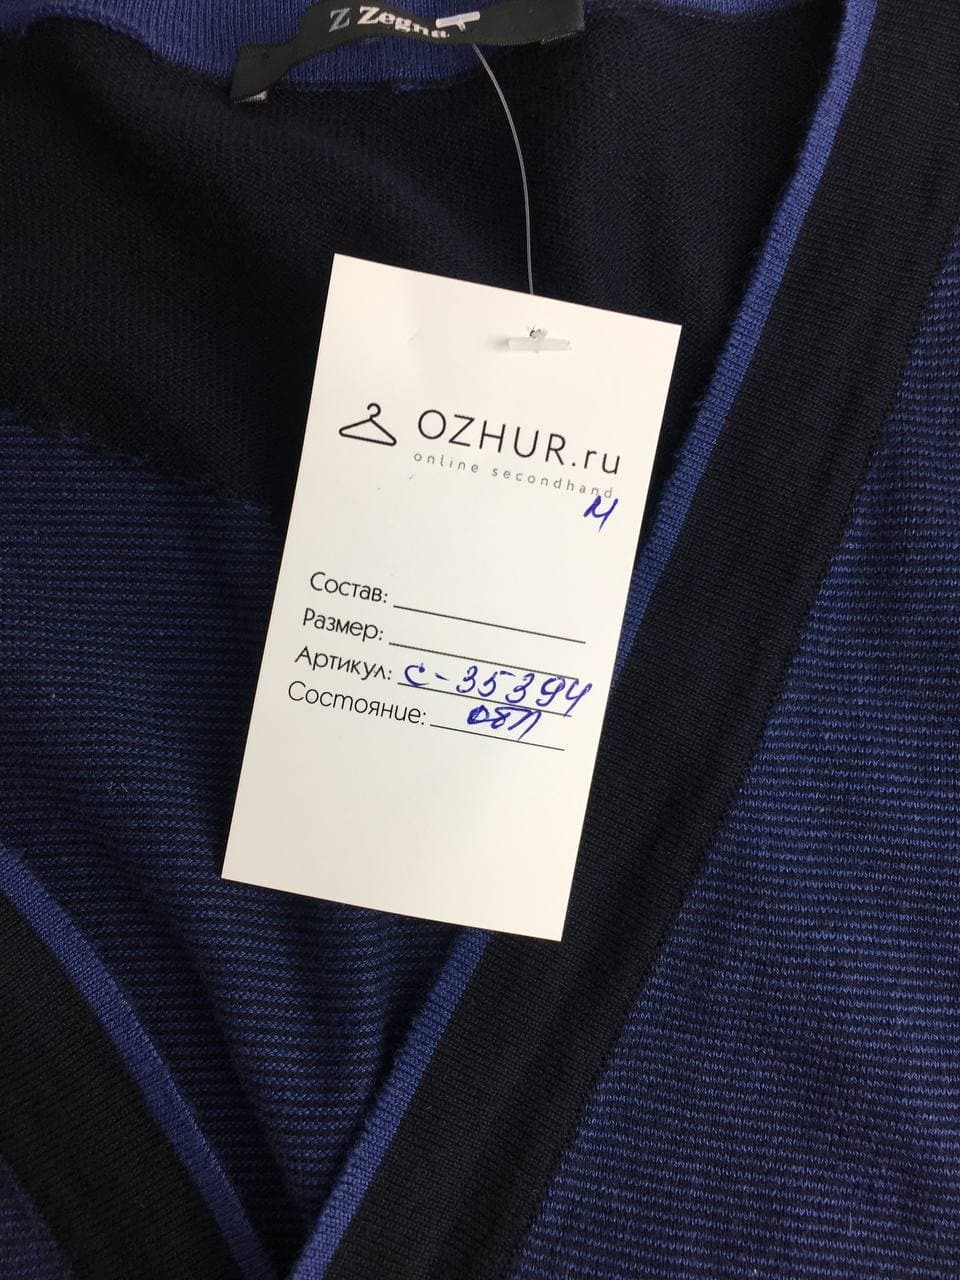 Z Zegna
OZHUR.ru
online secondhand
М
Состав:
Размер:
Артикул: С-35394
Состояние: